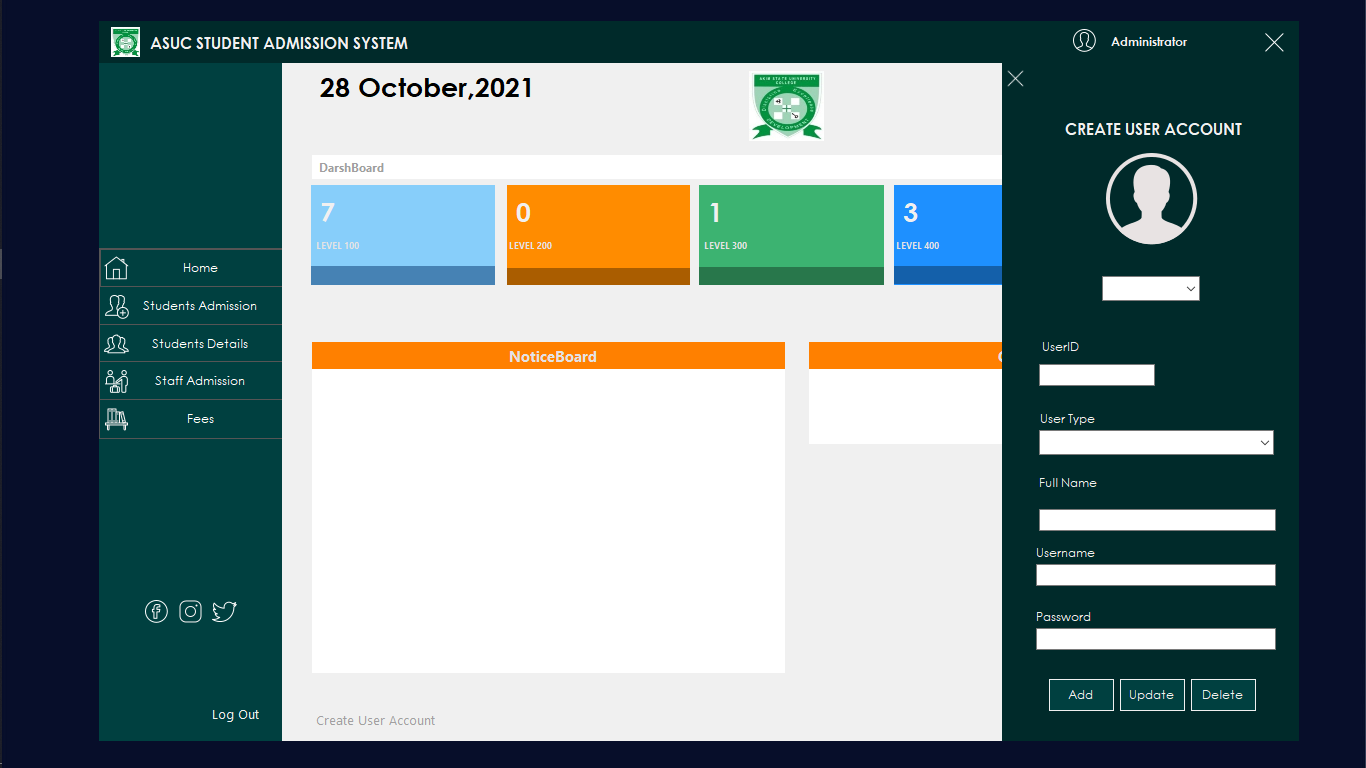 ASUC STUDENT ADMISSION SYSTEM
Administrator
28 October,2021
AKIM STATE UNIVERSITY
COLLEGE
DEVELOPMENT
DarshBoard
7
LEVEL 100
0
LEVEL 200
1
LEVEL 300
3
LEVEL 400
Home
Students Admission
Students Details
Staff Admission
Fees
NoticeBoard
Log Out
Create User Account
CREATE USER ACCOUNT
UserID
User Type
Full Name
Username
Password
Add
Update
Delete